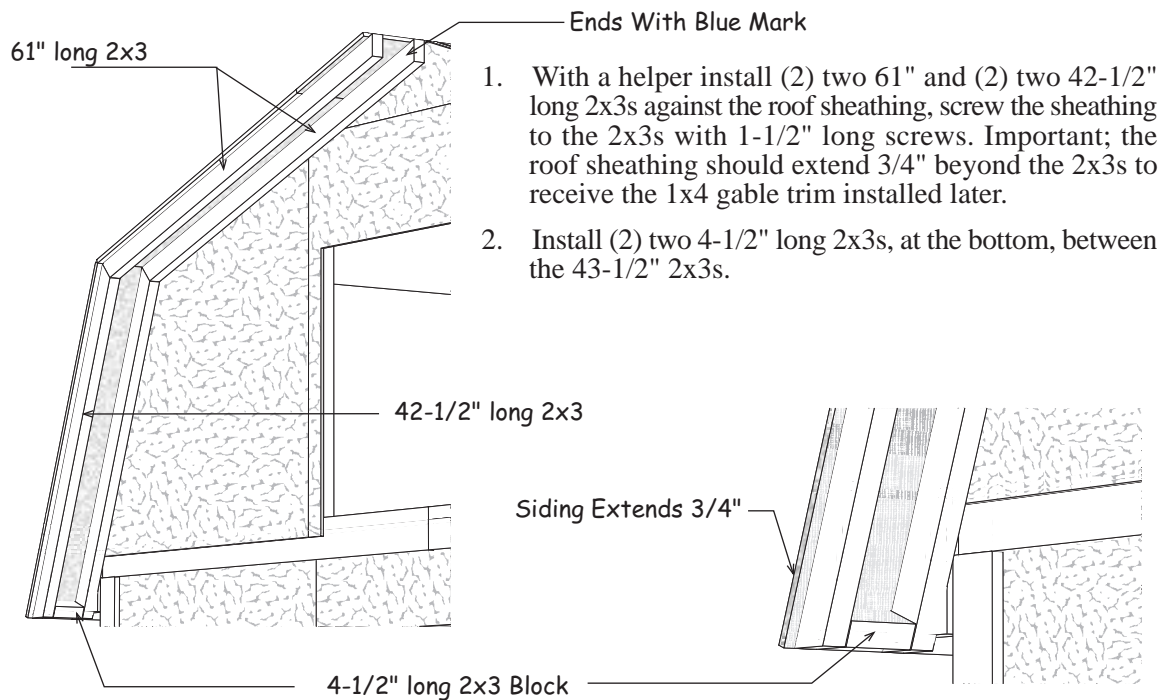 Ends With Blue Mark
61" long 2x3
1. With a helper install (2) two 61" and (2) two 42-1/2"
long 2x3s against the roof sheathing, screw the sheathing
to the 2x3s with 1-1/2" long screws. Important; the
roof sheathing should extend 3/4" beyond the 2x3s to
receive the 1x4 gable trim installed later.
2. Install (2) two 4-1/2" long 2x3s, at the bottom, between
the 43-1/2" 2x3s.
42-1/2" long 2x3
Siding Extends 3/4"
4-1/2" long 2x3 Block